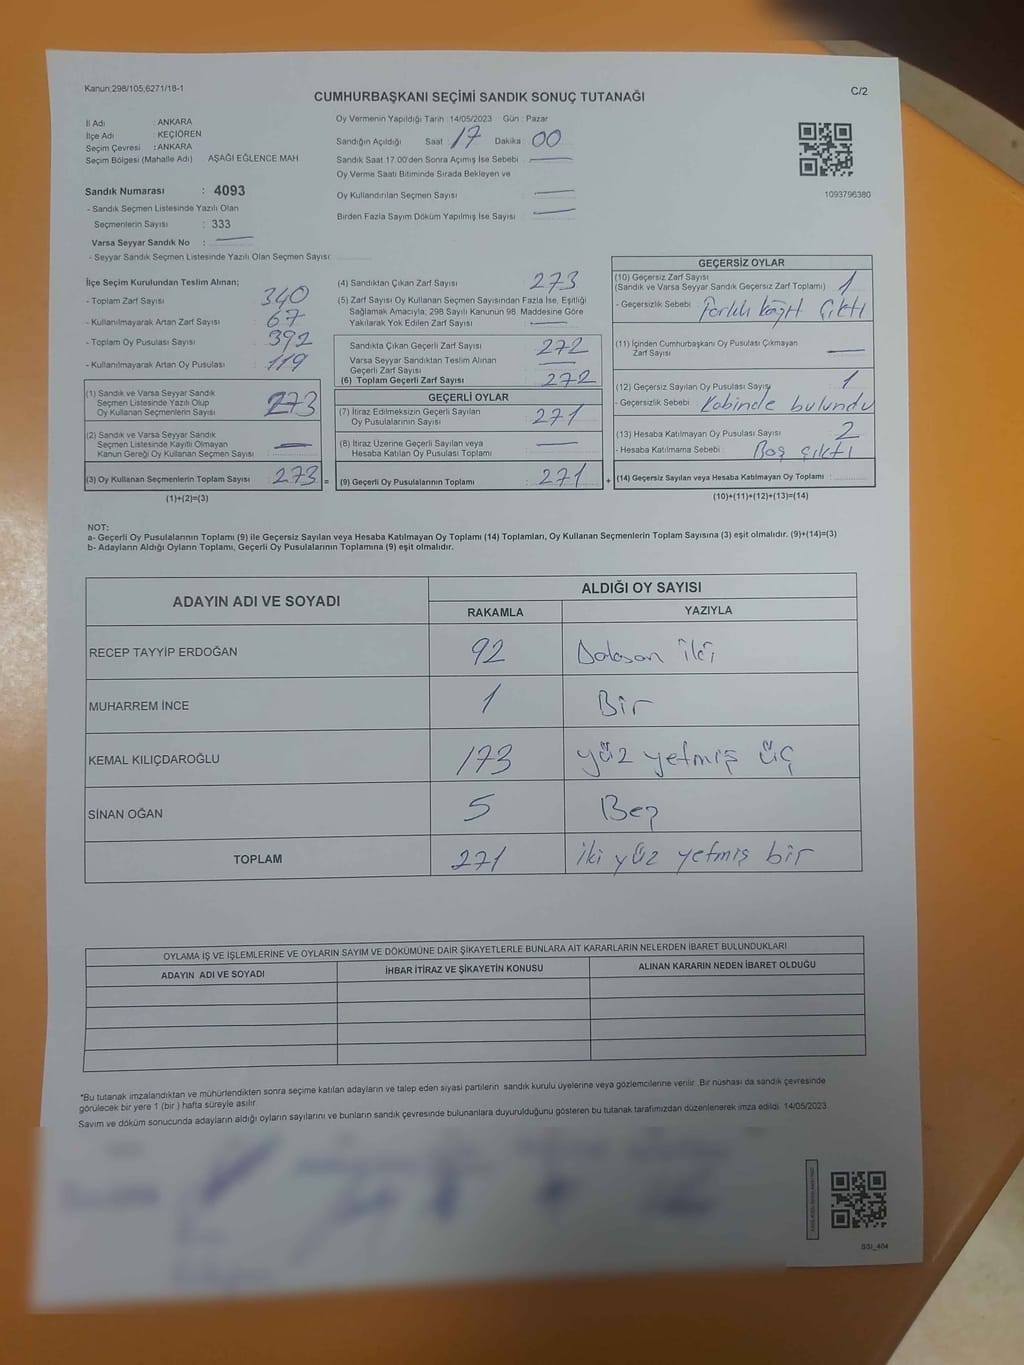 Kanun;298/105,6271/18-1
CUMHURBAŞKANI SEÇİMİ SANDIK SONUÇ TUTANAĞI
C/2
İl Adı : ANKARA
İlçe Adı : KEÇİÖREN
Seçim Çevresi : ANKARA
Seçim Bölgesi (Mahalle Adı) AŞAĞI EĞLENCE MAH
Sandık Numarası : 4093
- Sandık Seçmen Listesinde Yazılı Olan
Seçmenlerin Sayısı : 333
Varsa Seyyar Sandık No :
- Seyyar Sandık Seçmen Listesinde Yazılı Olan Seçmen Sayısı:
Oy Vermenin Yapıldığı Tarih : 14/05/2023 Gün : Pazar
Sandığın Açıldığı Saat 17 Dakika 00
Sandık Saat 17.00'den Sonra Açımış İse Sebebi
Oy Verme Saati Bitiminde Sırada Bekleyen ve
Oy Kullandırılan Seçmen Sayısı
Birden Fazla Sayım Döküm Yapılmış İse Sayısı
1093796380
İlçe Seçim Kurulundan Teslim Alınan;
- Toplam Zarf Sayısı 340
- Kullanılmayarak Artan Zarf Sayısı : 67
- Toplam Oy Pusulası Sayısı : 392
- Kullanılmayarak Artan Oy Pusulası : 119
(1) Sandık ve Varsa Seyyar Sandık
Seçmen Listesinde Yazılı Olup
Oy Kullanan Seçmenlerin Sayısı 273
(2) Sandık ve Varsa Seyyar Sandık
Seçmen Listesinde Kayıtlı Olmayan
Kanun Gereği Oy Kullanan Seçmen Sayısı :
(3) Oy Kullanan Seçmenlerin Toplam Sayısı : 273 =
(1)+(2)=(3)
(4) Sandıktan Çıkan Zarf Sayısı : 273
(5) Zarf Sayısı Oy Kullanan Seçmen Sayısından Fazla İse, Eşitliği
Sağlamak Amacıyla; 298 Sayılı Kanunun 98. Maddesine Göre
Yakılarak Yok Edilen Zarf Sayısı :
Sandıkta Çıkan Geçerli Zarf Sayısı : 272
Varsa Seyyar Sandıktan Teslim Alınan
Geçerli Zarf Sayısı :
(6) Toplam Geçerli Zarf Sayısı : 272
GEÇERLİ OYLAR
(7) İtiraz Edilmeksizin Geçerli Sayılan
Oy Pusulalarının Sayısı : 271
(8) İtiraz Üzerine Geçerli Sayılan veya
Hesaba Katılan Oy Pusulası Toplamı :
(9) Geçerli Oy Pusulalarının Toplamı : 271 +
GEÇERSİZ OYLAR
(10) Geçersiz Zarf Sayısı
(Sandık ve Varsa Seyyar Sandık Geçersiz Zarf Toplamı) : 1
- Geçersizlik Sebebi : Farklı kağıt Çıktı
(11) İçinden Cumhurbaşkanı Oy Pusulası Çıkmayan
Zarf Sayısı
(12) Geçersiz Sayılan Oy Pusulası Sayısı 1
- Geçersizlik Sebebi : Kabinde bulundu
(13) Hesaba Katılmayan Oy Pusulası Sayısı : 2
- Hesaba Katılmama Sebebi : Boş çıktı
(14) Geçersiz Sayılan veya Hesaba Katılmayan Oy Toplamı :
(10)+(11)+(12)+(13)=(14)
NOT:
a- Geçerli Oy Pusulalarının Toplamı (9) ile Geçersiz Sayılan veya Hesaba Katılmayan Oy Toplamı (14) Toplamları, Oy Kullanan Seçmenlerin Toplam Sayısına (3) eşit olmalıdır. (9)+(14)=(3)
b- Adayların Aldığı Oyların Toplamı, Geçerli Oy Pusulalarının Toplamına (9) eşit olmalıdır.
ADAYIN ADI VE SOYADI
ALDIĞI OY SAYISI
RAKAMLA YAZIYLA
RECEP TAYYİP ERDOĞAN 92 Doksan iki
MUHARREM İNCE 1 Bir
KEMAL KILIÇDAROĞLU 173 yüz yetmiş üç
SİNAN OĞAN 5 Beş
TOPLAM 271 iki yüz yetmiş bir
OYLAMA İŞ VE İŞLEMLERİNE VE OYLARIN SAYIM VE DÖKÜMÜNE DAİR ŞİKAYETLERLE BUNLARA AİT KARARLARIN NELERDEN İBARET BULUNDUKLARI
ADAYIN ADI VE SOYADI İHBAR İTİRAZ VE ŞİKAYETİN KONUSU ALINAN KARARIN NEDEN İBARET OLDUĞU
*Bu tutanak imzalandıktan ve mühürlendikten sonra seçime katılan adayların ve talep eden siyasi partilerin sandık kurulu üyelerine veya gözlemcilerine verilir. Bir nüshası da sandık çevresinde
görülecek bir yere 1 (bir ) hafta süreyle asılır.
Sayım ve döküm sonucunda adayların aldığı oyların sayılarını ve bunların sandık çevresinde bulunanlara duyurulduğunu gösteren bu tutanak tarafımızdan düzenlenerek imza edildi. 14/05/2023